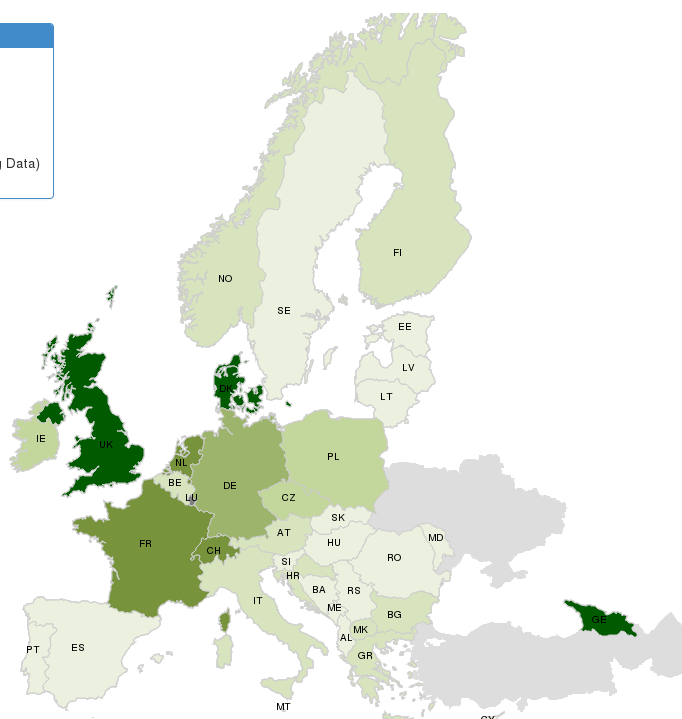 g Data)
NO
FI
SE
EE
LV
LT
DK
IE
UK
NL
BE
LU
DE
PL
CZ
FR
CH
AT
SK
HU
MD
SI
HR
RO
BA
RS
ME
IT
BG
MK
AL
GR
GE
PT
ES
MT
CY